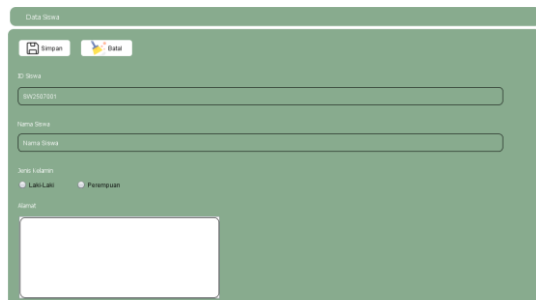 Data Siswa
Simpan Batal
ID Siswa
SW2507001
Nama Siswa
Nama Siswa
Jenis Kelamin
Laki-Laki Perempuan
Alamat